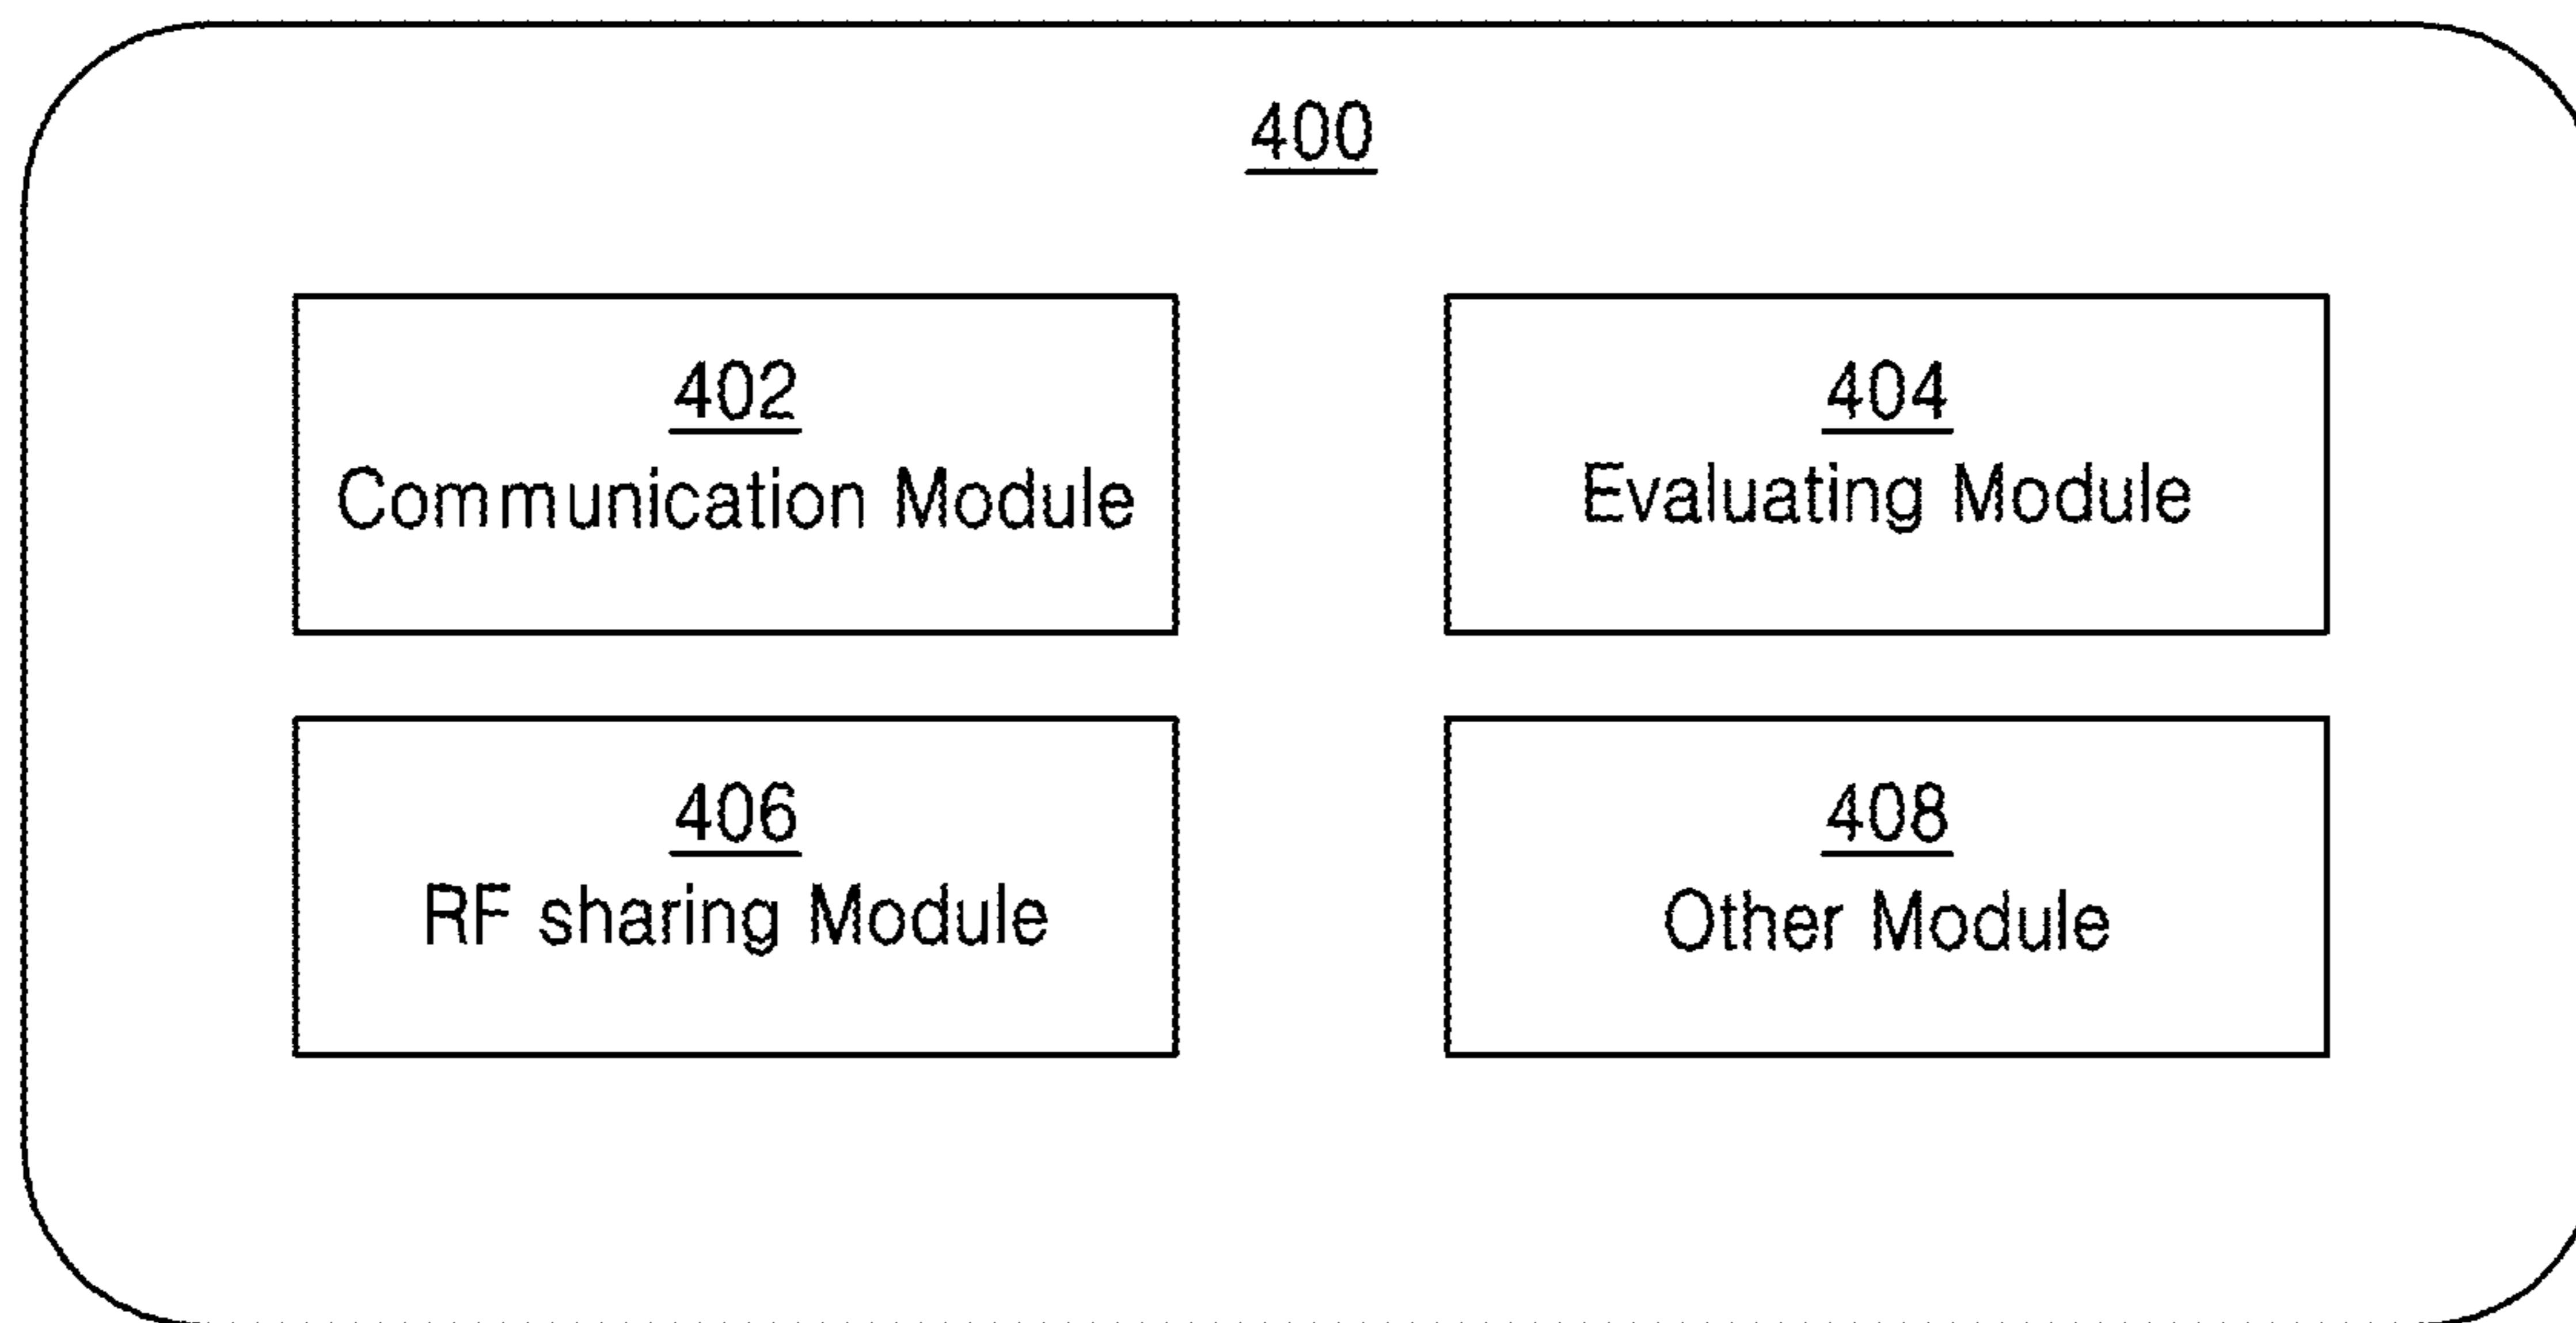 400
402
Communication Module
404
Evaluating Module
406
RF sharing Module
408
Other Module